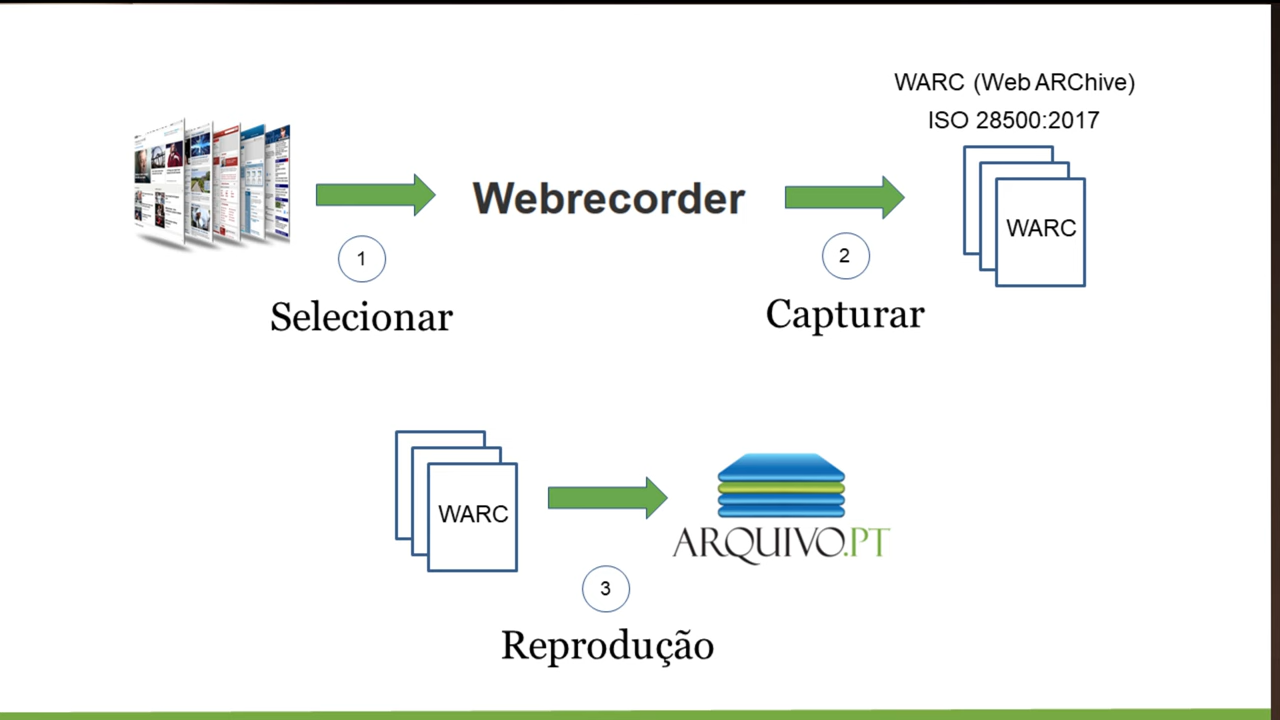 WARC (Web ARChive)
ISO 28500:2017
Webrecorder
WARC
1
2
Selecionar
Capturar
WARC
ARQUIVO.PT
3
Reprodução